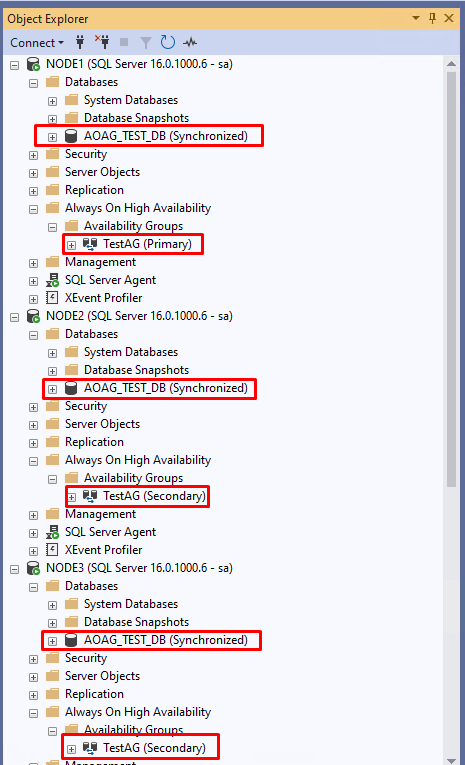 Object Explorer
Connect
NODE1 (SQL Server 16.0.1000.6 - sa)
Databases
System Databases
Database Snapshots
AOAG_TEST_DB (Synchronized)
Security
Server Objects
Replication
Always On High Availability
Availability Groups
TestAG (Primary)
Management
SQL Server Agent
XEvent Profiler
NODE2 (SQL Server 16.0.1000.6 - sa)
Databases
System Databases
Database Snapshots
AOAG_TEST_DB (Synchronized)
Security
Server Objects
Replication
Always On High Availability
Availability Groups
TestAG (Secondary)
Management
SQL Server Agent
XEvent Profiler
NODE3 (SQL Server 16.0.1000.6 - sa)
Databases
System Databases
Database Snapshots
AOAG_TEST_DB (Synchronized)
Security
Server Objects
Replication
Always On High Availability
Availability Groups
TestAG (Secondary)
Management